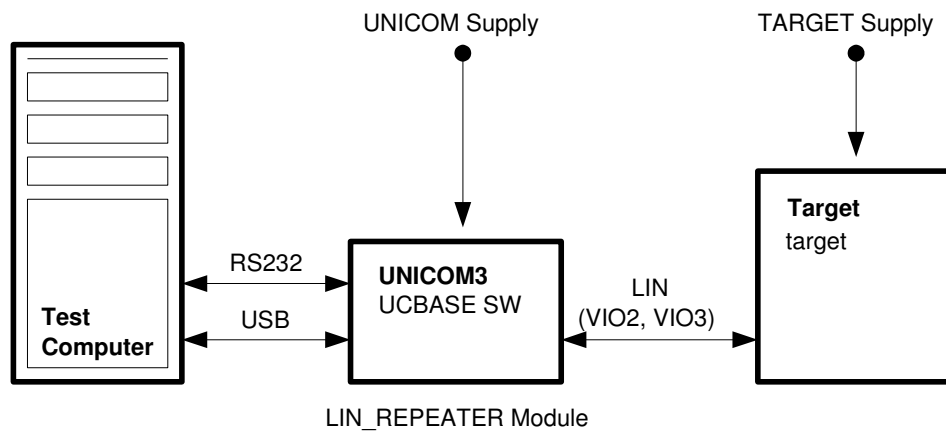 UNICOM Supply
TARGET Supply
Target
target
RS232
UNICOM3
UCBASE SW
LIN
(VIO2, VIO3)
USB
Test
Computer
LIN_REPEATER Module